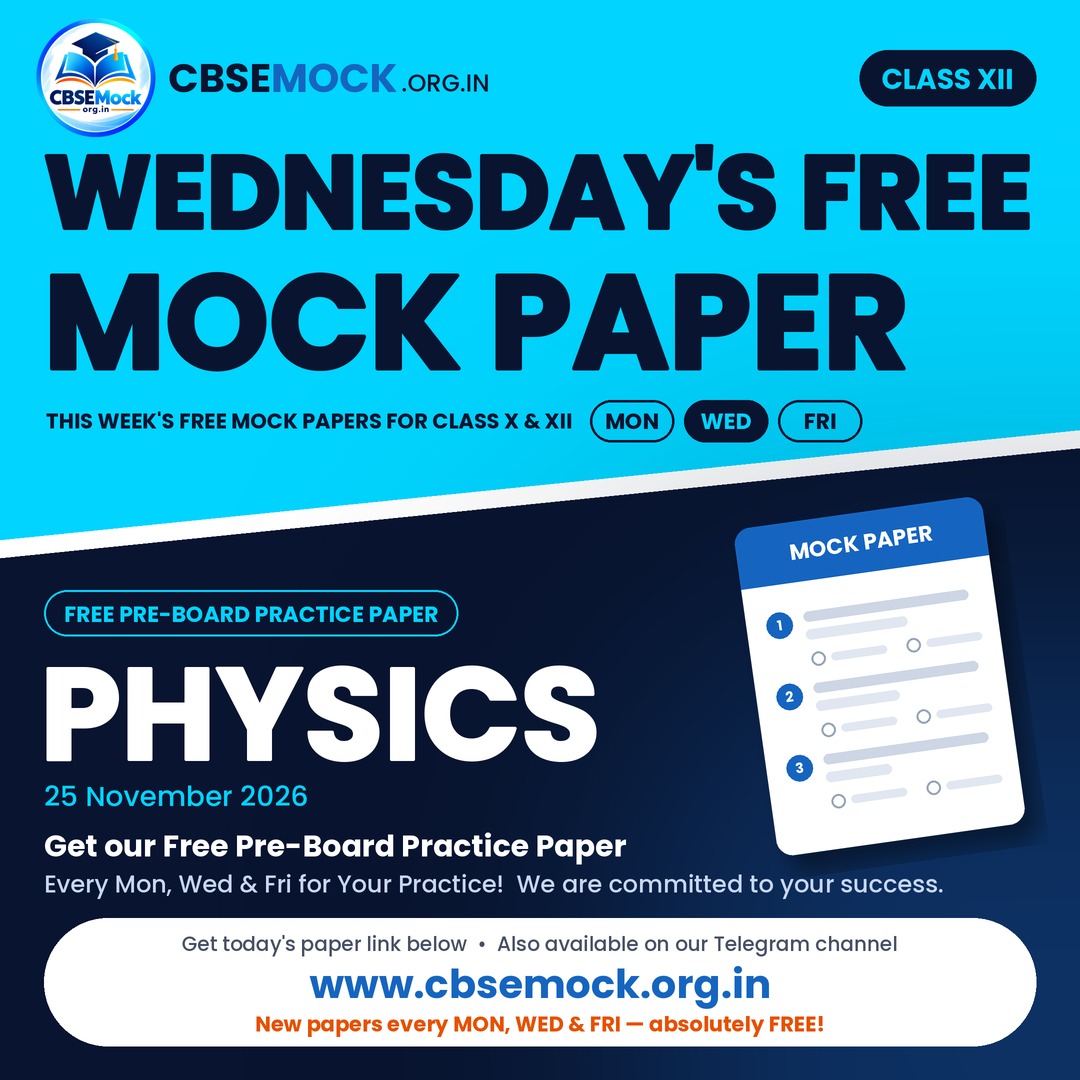 CBSEMock
org.in
CBSEMOCK.ORG.IN
CLASS XII
WEDNESDAY'S FREE
MOCK PAPER
THIS WEEK'S FREE MOCK PAPERS FOR CLASS X & XII MON WED FRI
MOCK PAPER
1
2
3
FREE PRE-BOARD PRACTICE PAPER
PHYSICS
25 November 2026
Get our Free Pre-Board Practice Paper
Every Mon, Wed & Fri for Your Practice! We are committed to your success.
Get today's paper link below • Also available on our Telegram channel
www.cbsemock.org.in
New papers every MON, WED & FRI — absolutely FREE!